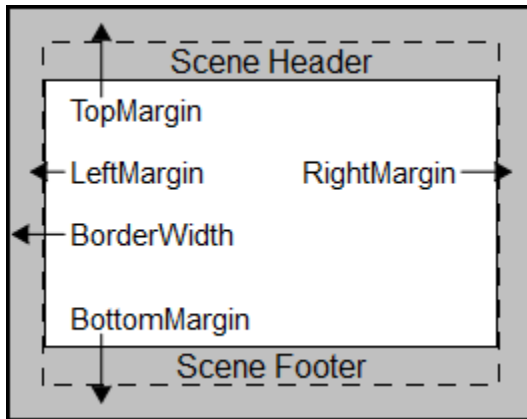 Scene Header
TopMargin
LeftMargin RightMargin
BorderWidth
BottomMargin
Scene Footer